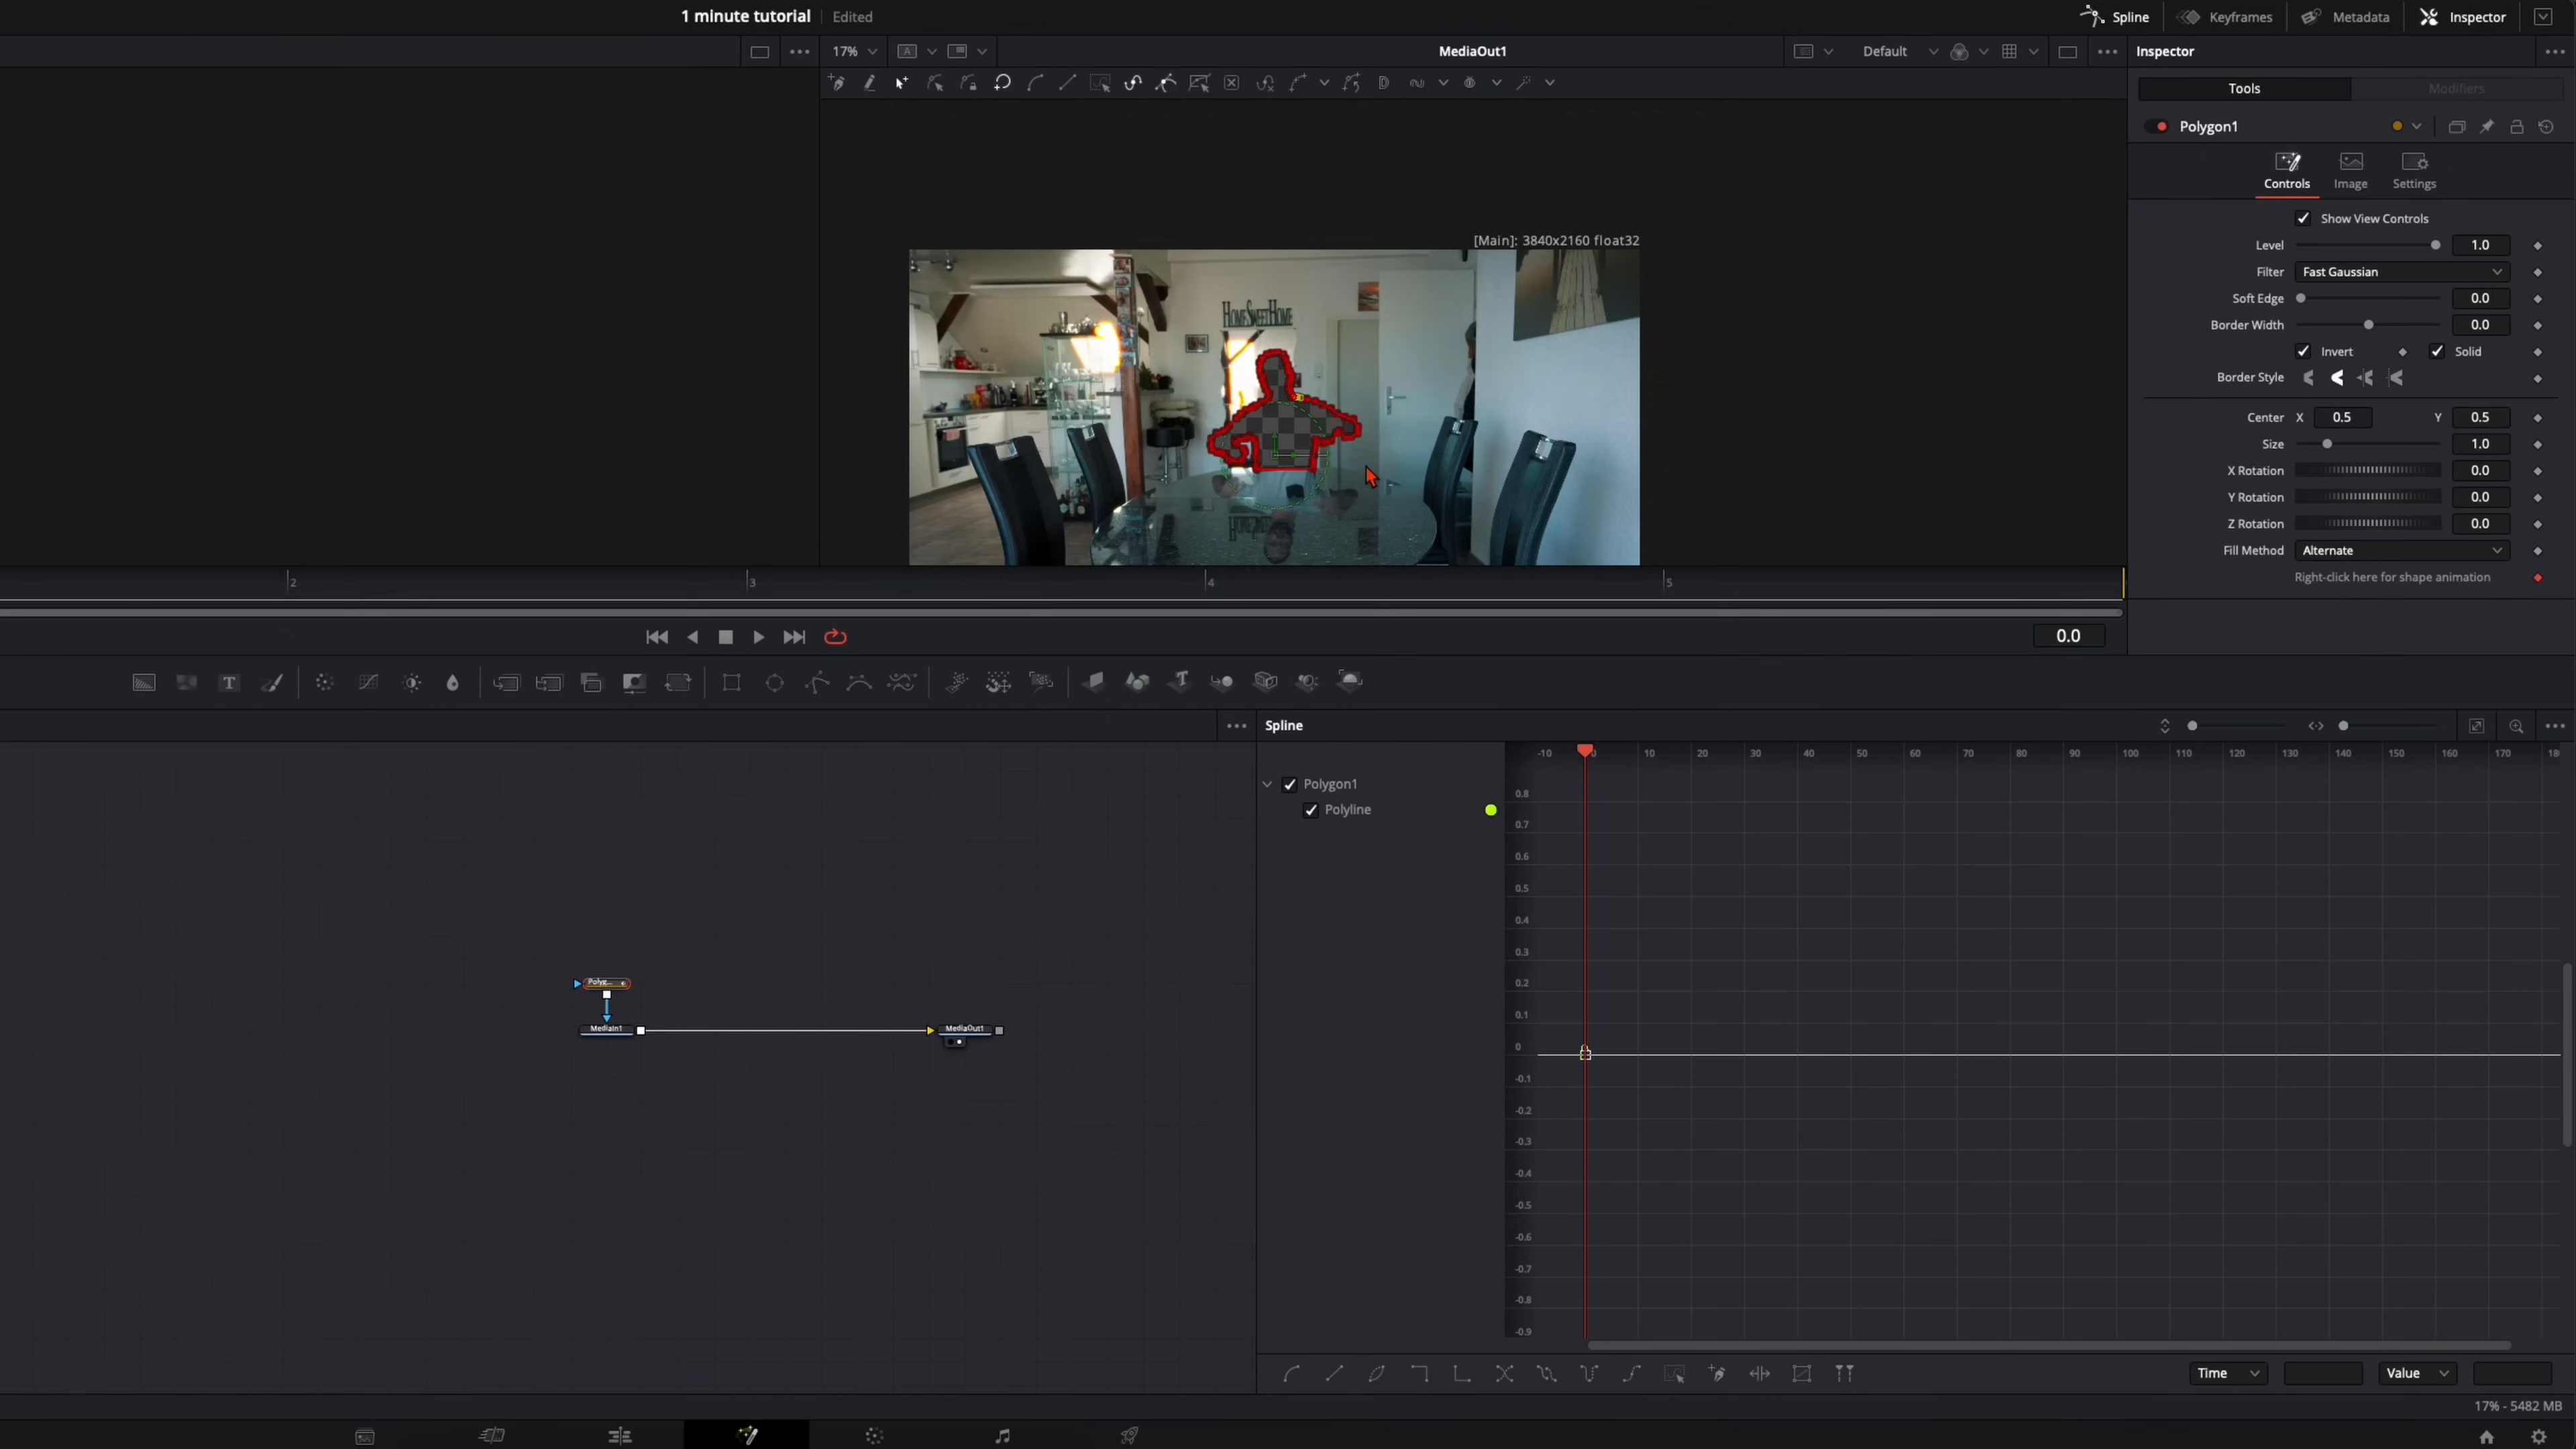 1 minute tutorial Edited
Spline Keyframes Metadata Inspector
17% A MediaOut1 Default Inspector
D
Tools Modifiers
Polygon1
Controls Image Settings
Show View Controls
[Main]: 3840x2160 float32
Level 1.0
Filter Fast Gaussian
Soft Edge 0.0
HOMESWEETHOME
Border Width 0.0
Invert Solid
Border Style
Center X 0.5 Y 0.5
Size 1.0
X Rotation 0.0
Y Rotation 0.0
Z Rotation 0.0
Fill Method Alternate
Right-click here for shape animation
2 3 4 5
0.0
T T
Spline
-10 0 10 20 30 40 50 60 70 80 90 100 110 120 130 140 150 160 170 18
Polygon1
Polyline
0.8
0.7
0.6
0.5
0.4
0.3
0.2
0.1
0
-0.1
-0.2
-0.3
-0.4
-0.5
-0.6
-0.7
-0.8
-0.9
Polyg...
MediaIn1 MediaOut1
Time Value
17% - 5482 MB